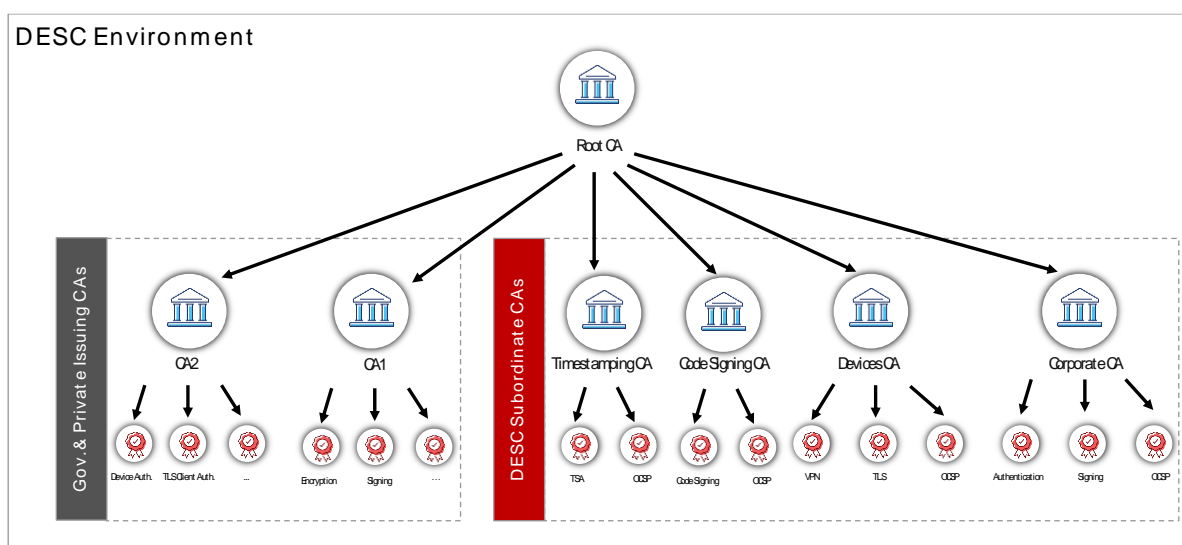 DESC Environment
Root CA
Gov. & Private Issuing CAs
CA2
CA1
Device Auth.
TLS Client Auth.
...
Encryption
Signing
...
DESC Subordinate CAs
Timestamping CA
Code Signing CA
Devices CA
Corporate CA
TSA
OCSP
Code Signing
OCSP
VPN
TLS
OCSP
Authentication
Signing
OCSP